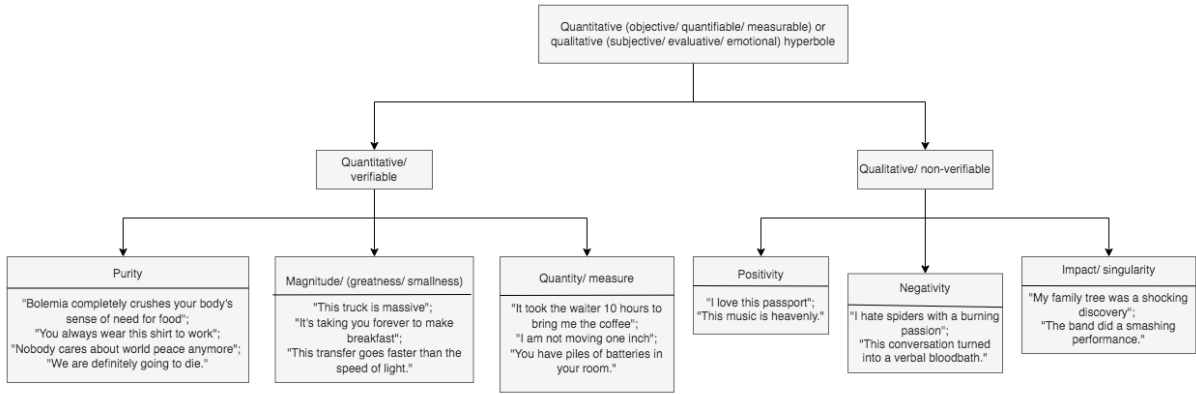 Quantitative (objective/ quantifiable/ measurable) or
qualitative (subjective/ evaluative/ emotional) hyperbole
Quantitative/
verifiable
Qualitative/ non-verifiable
Purity
"Bolemia completely crushes your body's
sense of need for food";
"You always wear this shirt to work";
"Nobody cares about world peace anymore";
"We are definitely going to die."
Magnitude/ (greatness/ smallness)
"This truck is massive";
"It's taking you forever to make
breakfast";
"This transfer goes faster than the
speed of light."
Quantity/ measure
"It took the waiter 10 hours to
bring me the coffee";
"I am not moving one inch";
"You have piles of batteries in
your room."
Positivity
"I love this passport";
"This music is heavenly."
Negativity
"I hate spiders with a burning
passion";
"This conversation turned
into a verbal bloodbath."
Impact/ singularity
"My family tree was a shocking
discovery";
"The band did a smashing
performance."